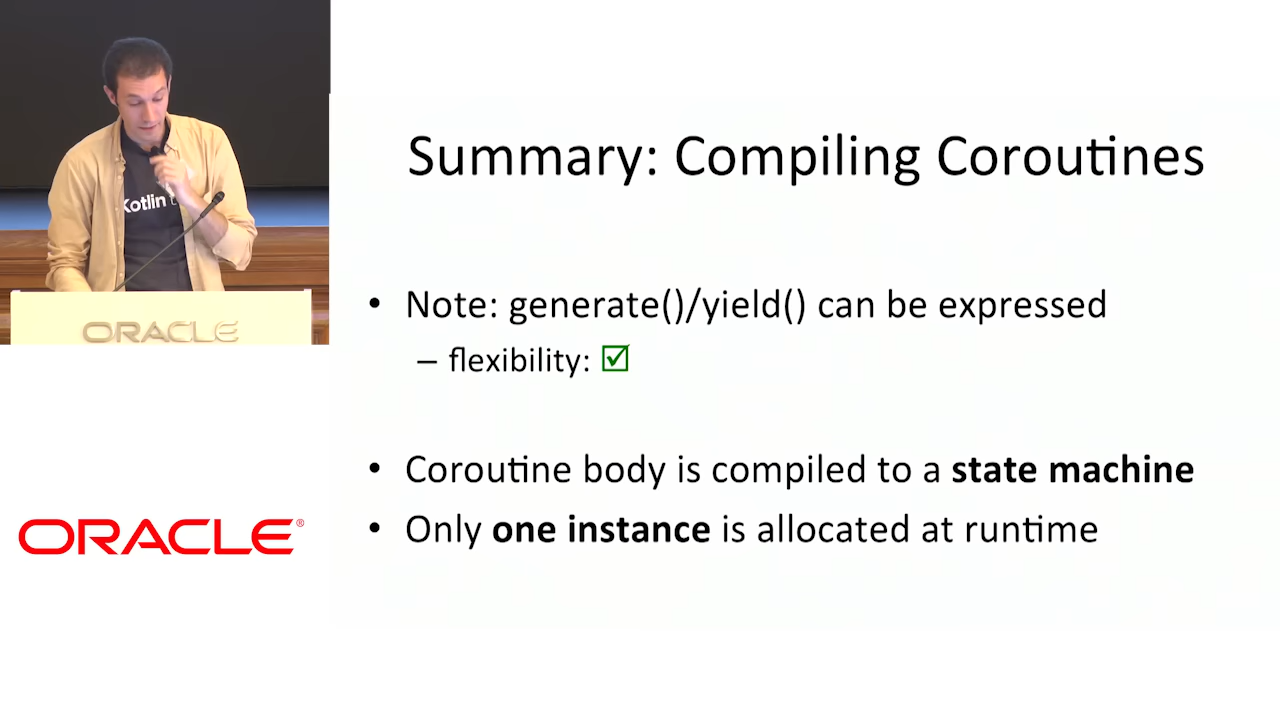 Kotlin
ORACLE
ORACLE®
Summary: Compiling Coroutines
• Note: generate()/yield() can be expressed
– flexibility: ☑
• Coroutine body is compiled to a state machine
• Only one instance is allocated at runtime